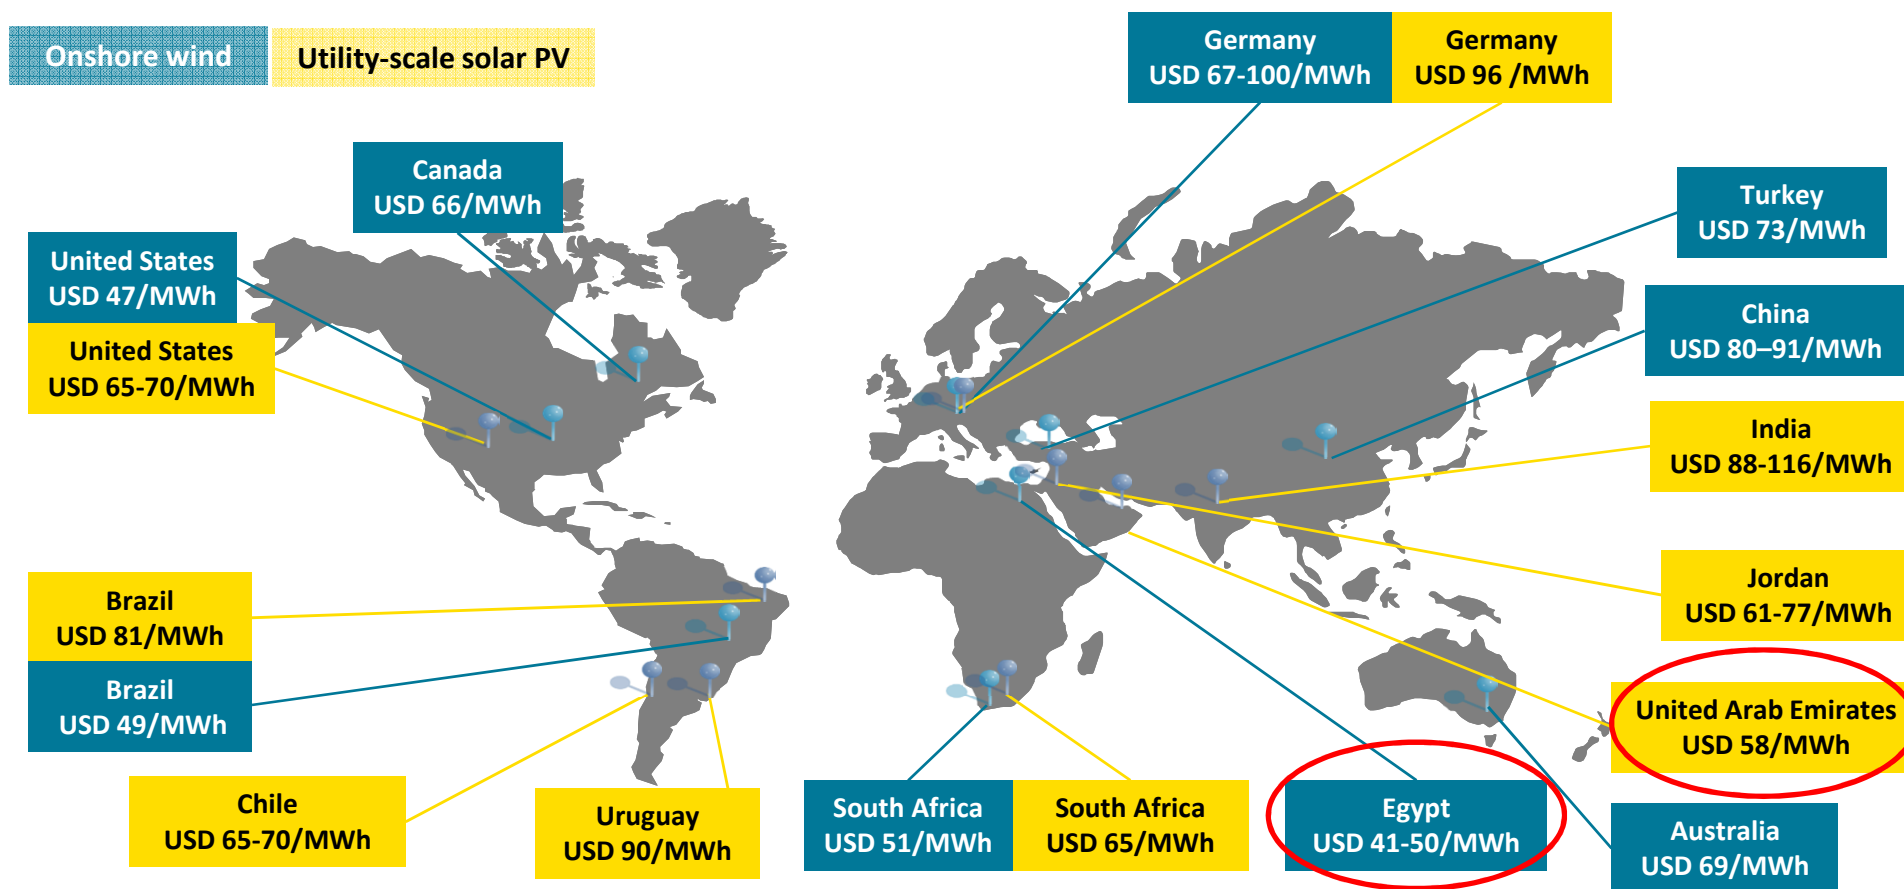 Onshore wind
Utility-scale solar PV
Germany
USD 67-100/MWh
Germany
USD 96 /MWh
Canada
USD 66/MWh
Turkey
USD 73/MWh
United States
USD 47/MWh
United States
USD 65-70/MWh
China
USD 80–91/MWh
India
USD 88-116/MWh
Jordan
USD 61-77/MWh
Brazil
USD 81/MWh
Brazil
USD 49/MWh
United Arab Emirates
USD 58/MWh
Chile
USD 65-70/MWh
Uruguay
USD 90/MWh
South Africa
USD 51/MWh
South Africa
USD 65/MWh
Egypt
USD 41-50/MWh
Australia
USD 69/MWh